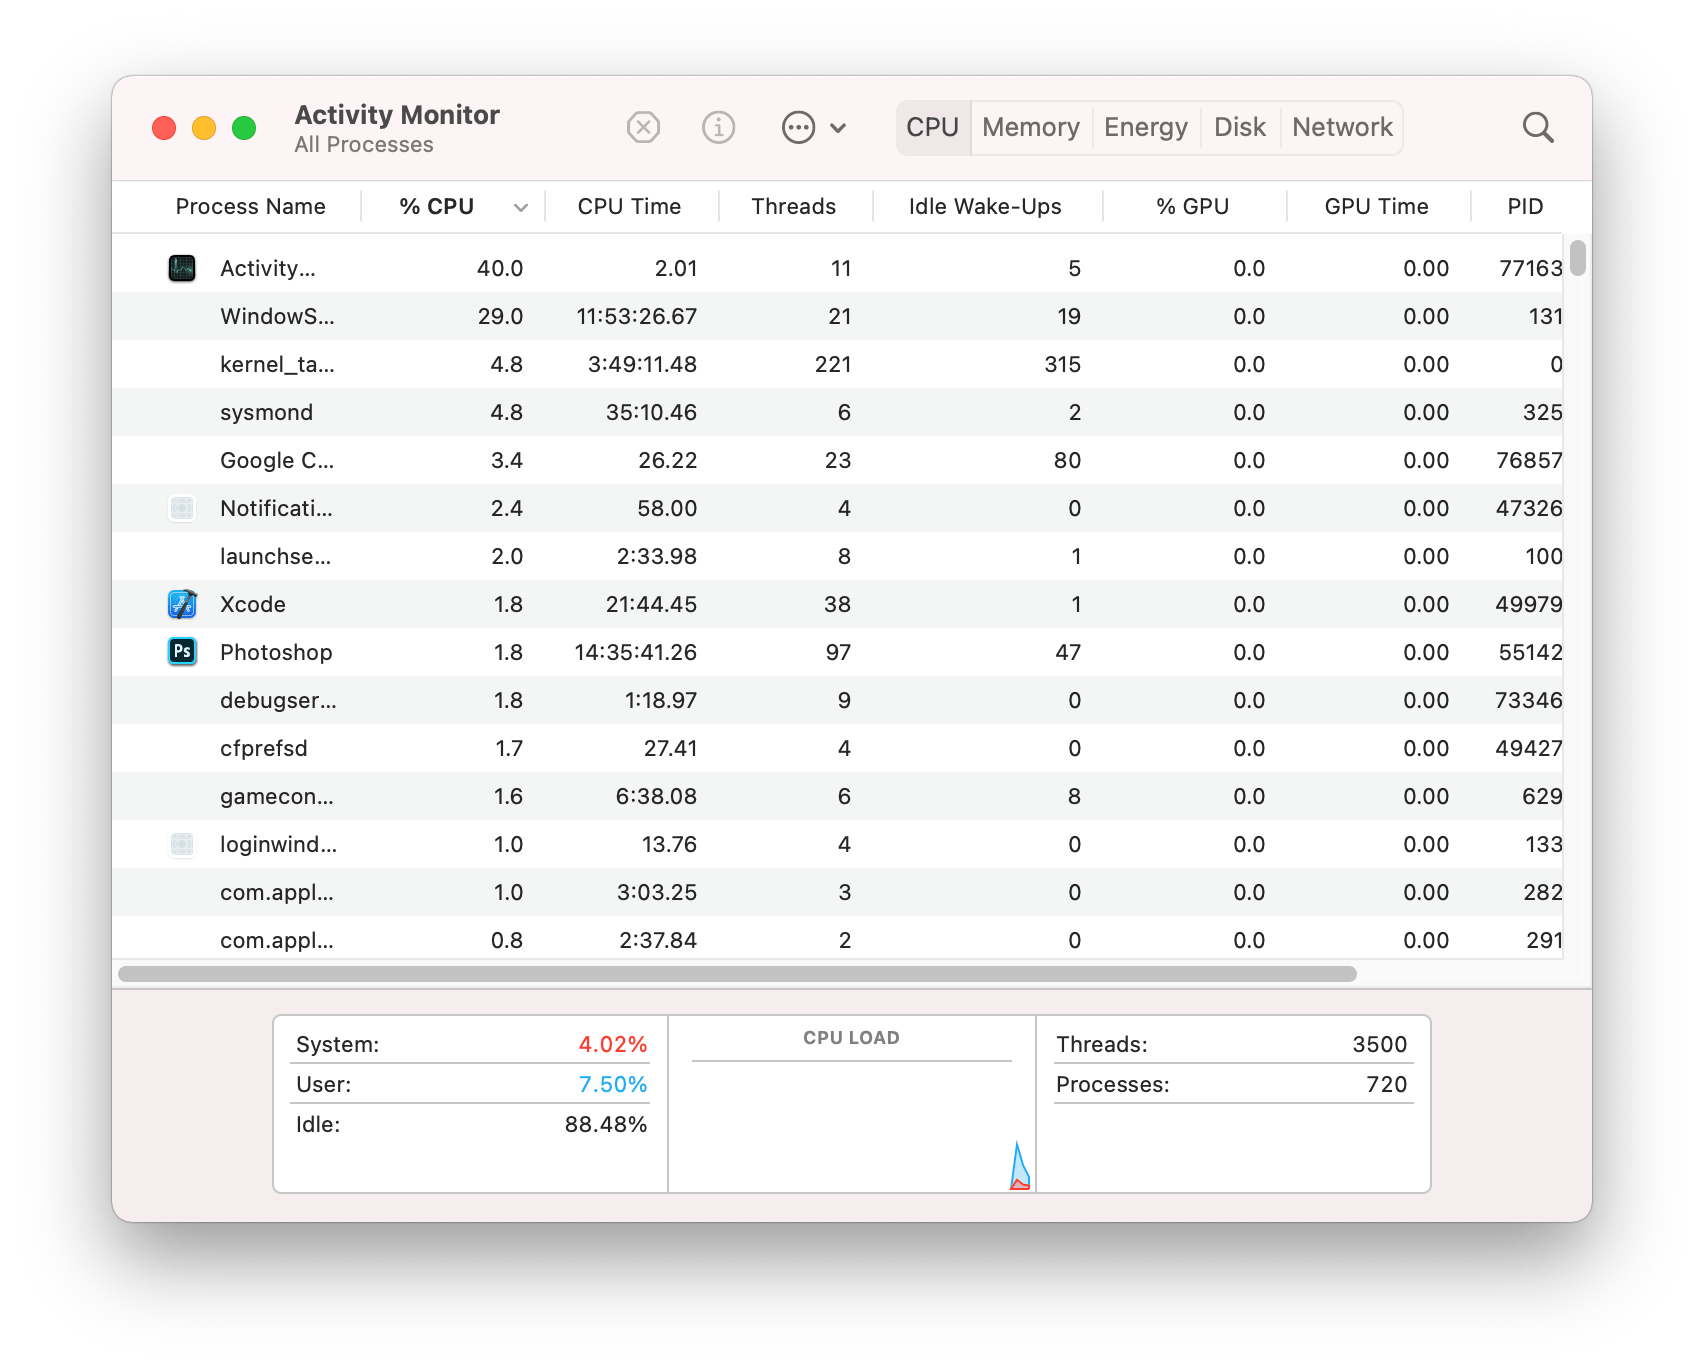 Activity Monitor
All Processes
CPU Memory Energy Disk Network
Process Name % CPU CPU Time Threads Idle Wake-Ups % GPU GPU Time PID
Activity... 40.0 2.01 11 5 0.0 0.00 77163
WindowS... 29.0 11:53:26.67 21 19 0.0 0.00 131
kernel_ta... 4.8 3:49:11.48 221 315 0.0 0.00 0
sysmond 4.8 35:10.46 6 2 0.0 0.00 325
Google C... 3.4 26.22 23 80 0.0 0.00 76857
Notificati... 2.4 58.00 4 0 0.0 0.00 47326
launchse... 2.0 2:33.98 8 1 0.0 0.00 100
Xcode 1.8 21:44.45 38 1 0.0 0.00 49979
Ps Photoshop 1.8 14:35:41.26 97 47 0.0 0.00 55142
debugser... 1.8 1:18.97 9 0 0.0 0.00 73346
cfprefsd 1.7 27.41 4 0 0.0 0.00 49427
gamecon... 1.6 6:38.08 6 8 0.0 0.00 629
loginwind... 1.0 13.76 4 0 0.0 0.00 133
com.appl... 1.0 3:03.25 3 0 0.0 0.00 282
com.appl... 0.8 2:37.84 2 0 0.0 0.00 291
System: 4.02%
User: 7.50%
Idle: 88.48%
CPU LOAD
Threads: 3500
Processes: 720